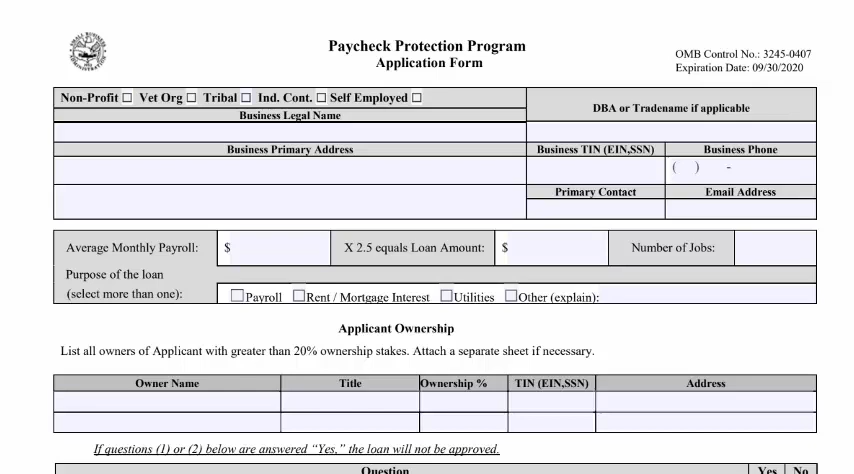 Paycheck Protection Program
Application Form
OMB Control No.: 3245-0407
Expiration Date: 09/30/2020
Non-Profit ☐ Vet Org ☐ Tribal ☐ Ind. Cont. ☐ Self Employed ☐
DBA or Tradename if applicable
Business Legal Name
Business Primary Address Business TIN (EIN,SSN) Business Phone
( ) -
Primary Contact Email Address
Average Monthly Payroll: $ X 2.5 equals Loan Amount: $ Number of Jobs:
Purpose of the loan
(select more than one): ☐ Payroll ☐ Rent / Mortgage Interest ☐ Utilities ☐ Other (explain):
Applicant Ownership
List all owners of Applicant with greater than 20% ownership stakes. Attach a separate sheet if necessary.
Owner Name Title Ownership % TIN (EIN,SSN) Address
If questions (1) or (2) below are answered “Yes,” the loan will not be approved.
Question Yes No